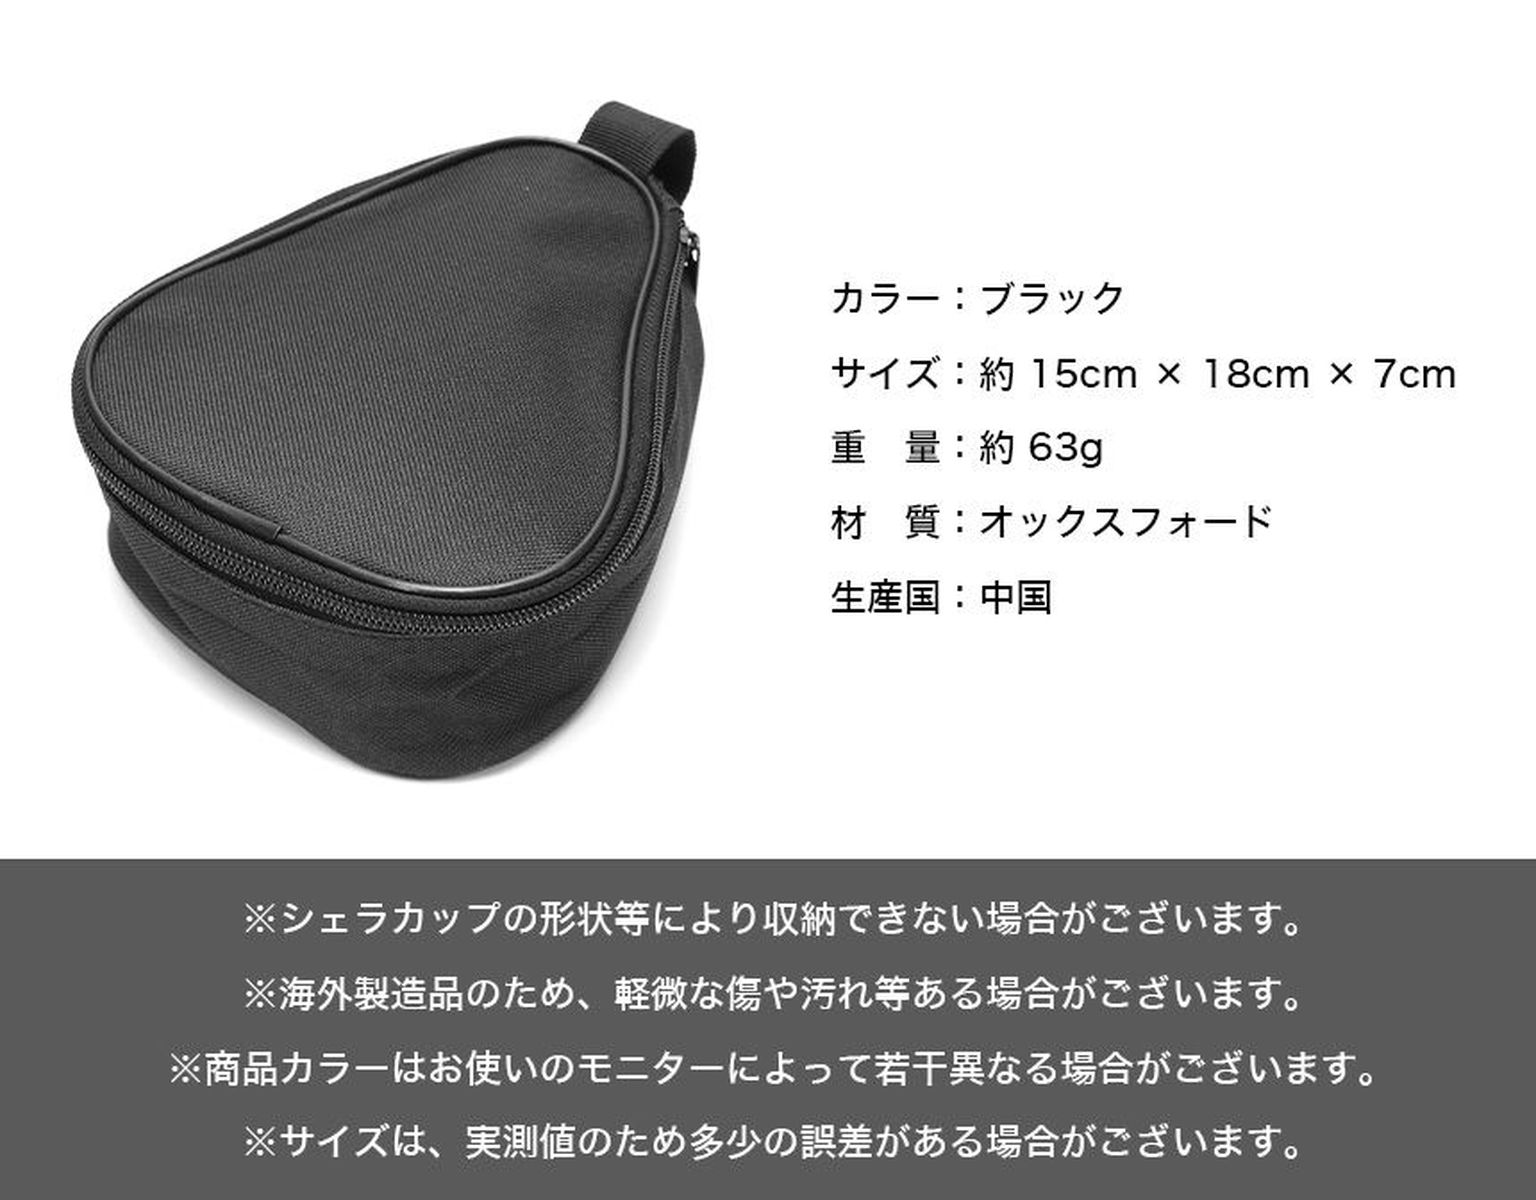 カラー：ブラック
サイズ：約 15cm × 18cm × 7cm
重　量：約 63g
材　質：オックスフォード
生産国：中国
※シェラカップの形状等により収納できない場合がございます。
※海外製造品のため、軽微な傷や汚れ等ある場合がございます。
※商品カラーはお使いのモニターによって若干異なる場合がございます。
※サイズは、実測値のため多少の誤差がある場合がございます。